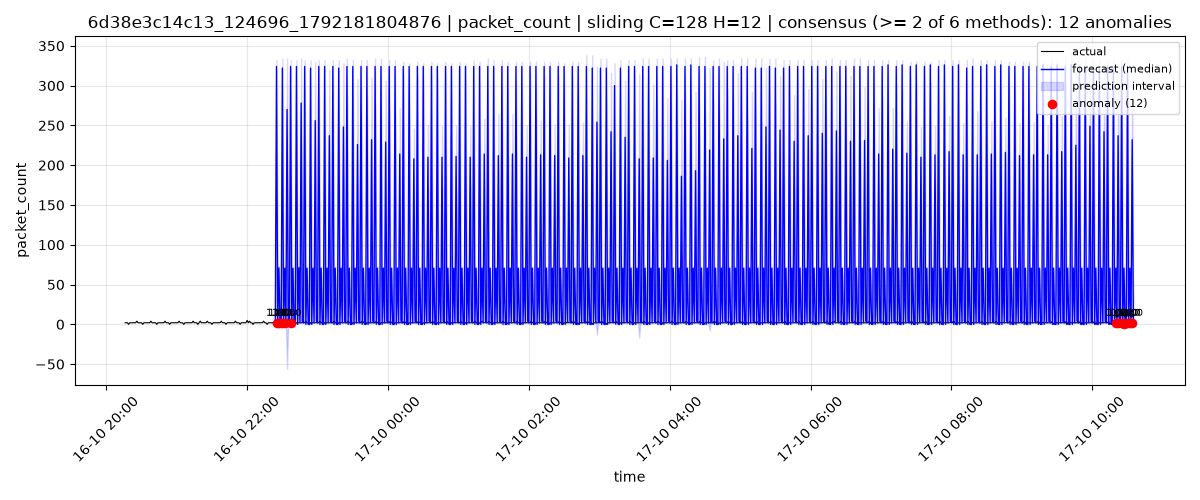 6d38e3c14c13_124696_1792181804876 | packet_count | sliding C=128 H=12 | consensus (>= 2 of 6 methods): 12 anomalies
350
300
250
200
150
100
50
0
−50
packet_count
actual
forecast (median)
prediction interval
anomaly (12)
16-10 20:00
16-10 22:00
17-10 00:00
17-10 02:00
17-10 04:00
17-10 06:00
17-10 08:00
17-10 10:00
time